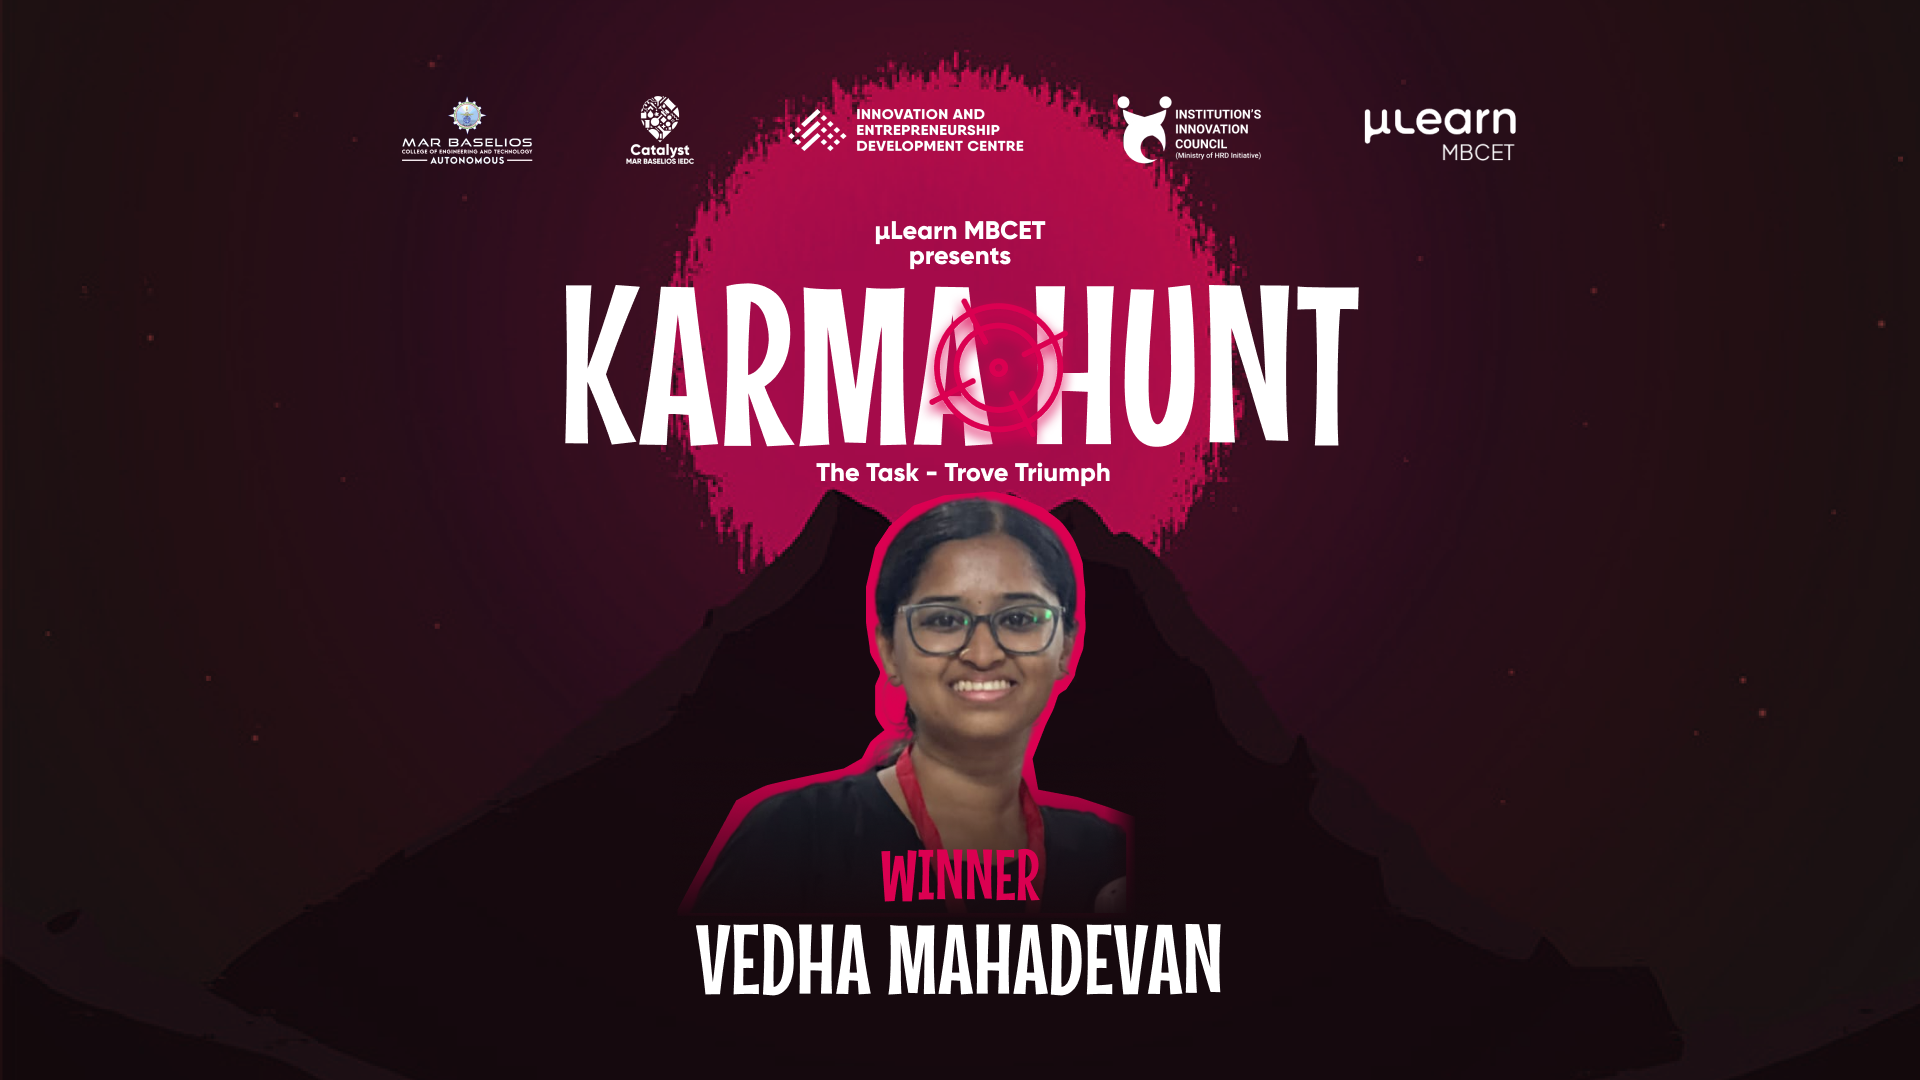 MAR BASELIOS
COLLEGE OF ENGINEERING AND TECHNOLOGY
AUTONOMOUS
Catalyst
MAR BASELIOS IEDC
INNOVATION AND
ENTREPRENEURSHIP
DEVELOPMENT CENTRE
INSTITUTION'S
INNOVATION
COUNCIL
(Ministry of HRD Initiative)
µLearn
MBCET
µLearn MBCET
presents
KARMA HUNT
The Task - Trove Triumph
WINNER
VEDHA MAHADEVAN